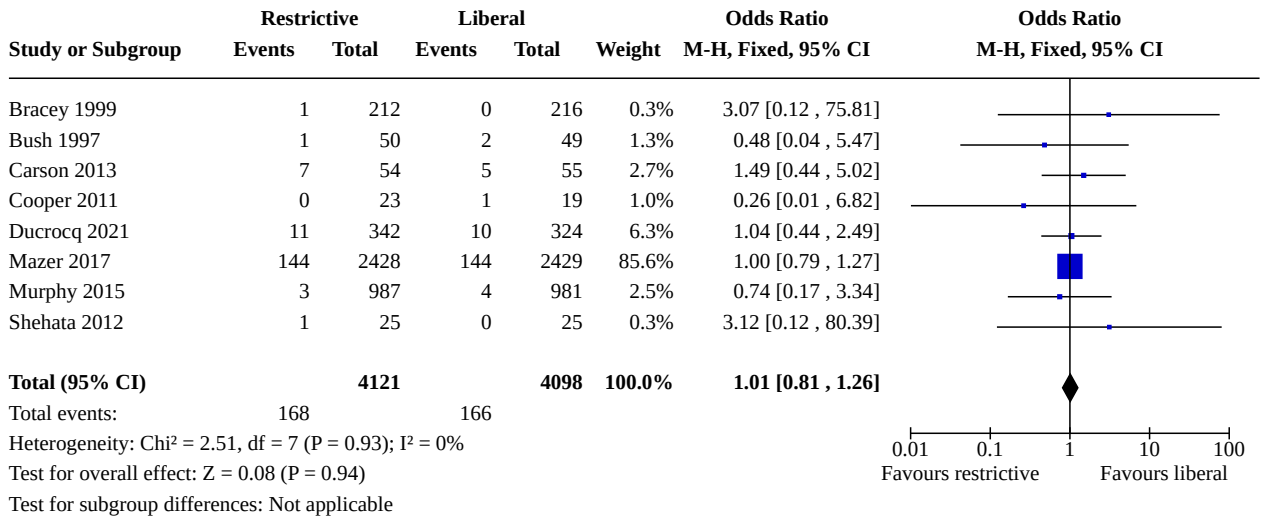 Restrictive Liberal Odds Ratio Odds Ratio
Study or Subgroup Events Total Events Total Weight M-H, Fixed, 95% CI M-H, Fixed, 95% CI
Bracey 1999 1 212 0 216 0.3% 3.07 [0.12 , 75.81]
Bush 1997 1 50 2 49 1.3% 0.48 [0.04 , 5.47]
Carson 2013 7 54 5 55 2.7% 1.49 [0.44 , 5.02]
Cooper 2011 0 23 1 19 1.0% 0.26 [0.01 , 6.82]
Ducrocq 2021 11 342 10 324 6.3% 1.04 [0.44 , 2.49]
Mazer 2017 144 2428 144 2429 85.6% 1.00 [0.79 , 1.27]
Murphy 2015 3 987 4 981 2.5% 0.74 [0.17 , 3.34]
Shehata 2012 1 25 0 25 0.3% 3.12 [0.12 , 80.39]
Total (95% CI) 4121 4098 100.0% 1.01 [0.81 , 1.26]
Total events: 168 166
Heterogeneity: Chi² = 2.51, df = 7 (P = 0.93); I² = 0%
Test for overall effect: Z = 0.08 (P = 0.94)
Test for subgroup differences: Not applicable
0.01 0.1 1 10 100
Favours restrictive Favours liberal